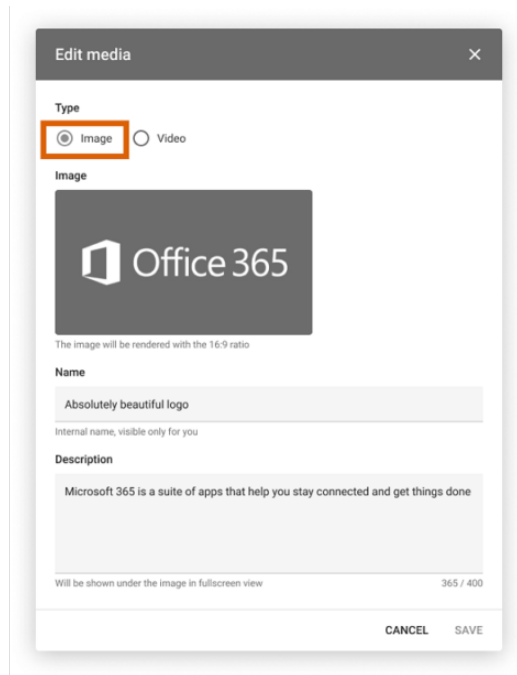 Edit media
Type
Image Video
Image
Office 365
The image will be rendered with the 16:9 ratio
Name
Absolutely beautiful logo
Internal name, visible only for you
Description
Microsoft 365 is a suite of apps that help you stay connected and get things done
Will be shown under the image in fullscreen view 365 / 400
CANCEL SAVE